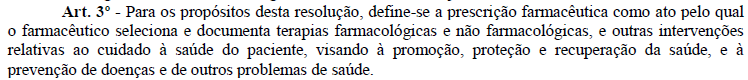 Art. 3º - Para os propósitos desta resolução, define-se a prescrição farmacêutica como ato pelo qual
o farmacêutico seleciona e documenta terapias farmacológicas e não farmacológicas, e outras intervenções
relativas ao cuidado à saúde do paciente, visando à promoção, proteção e recuperação da saúde, e à
prevenção de doenças e de outros problemas de saúde.